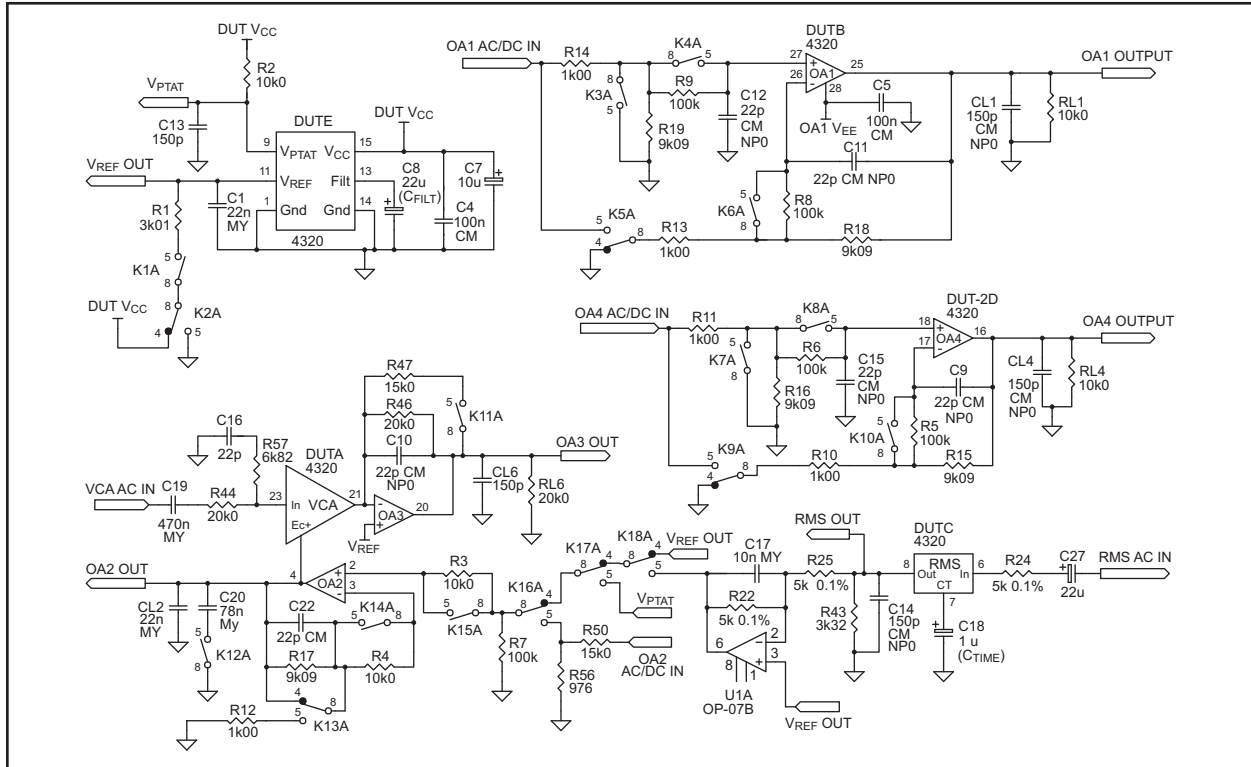 DUT VCC
R2
10k0
VPTAT
C13
150p
DUTE
9
VPTAT
VCC
15
DUT VCC
VREF OUT
11
VREF
Filt
13
C8
22u
(CFILT)
+
C7
10u
+
1
Gnd
Gnd
14
C4
100n
CM
4320
C1
22n
MY
R1
3k01
5
K1A
8
8
K2A
4
5
DUT VCC
OA1 AC/DC IN
R14
1k00
K3A
8
5
K4A
8
5
R9
100k
R19
9k09
C12
22p
CM
NP0
DUTB
4320
27
+
26
-
OA1
25
28
OA1 VEE
C5
100n
CM
C11
22p CM NP0
K6A
5
8
R8
100k
K5A
5
4
8
R13
1k00
R18
9k09
CL1
150p
CM
NP0
RL1
10k0
OA1 OUTPUT
OA4 AC/DC IN
R11
1k00
K7A
5
8
K8A
8
5
R6
100k
R16
9k09
C15
22p
CM
NP0
DUT-2D
4320
18
+
17
-
OA4
16
C9
22p CM
NP0
K10A
5
8
R5
100k
K9A
5
4
8
R10
1k00
R15
9k09
CL4
150p
CM
NP0
RL4
10k0
OA4 OUTPUT
R47
15k0
R46
20k0
5
K11A
8
C10
22p CM
NP0
C16
22p
R57
6k82
DUTA
4320
VCA AC IN
C19
470n
MY
R44
20k0
23
In
VCA
Ec+
21
-
OA3
+
20
VREF
CL6
150p
RL6
20k0
OA3 OUT
OA2 OUT
4
OA2
+
-
2
3
CL2
22n
MY
C20
78n
My
C22
22p CM
K14A
5
8
5
K12A
8
R17
9k09
R4
10k0
4
5
8
K13A
R12
1k00
R3
10k0
5
8
K15A
R7
100k
K16A
8
4
5
R50
15k0
OA2
AC/DC IN
R56
976
K17A
8
4
5
VPTAT
K18A
8
4
5
VREF OUT
C17
10n MY
R22
5k 0.1%
6
−
+
2
3
8
1
U1A
OP-07B
VREF OUT
R25
5k 0.1%
RMS OUT
R43
3k32
C14
150p
CM
NP0
DUTC
4320
8
RMS
Out
In
CT
6
7
R24
5k 0.1%
C27
+
22u
RMS AC IN
+
C18
1 u
(CTIME)